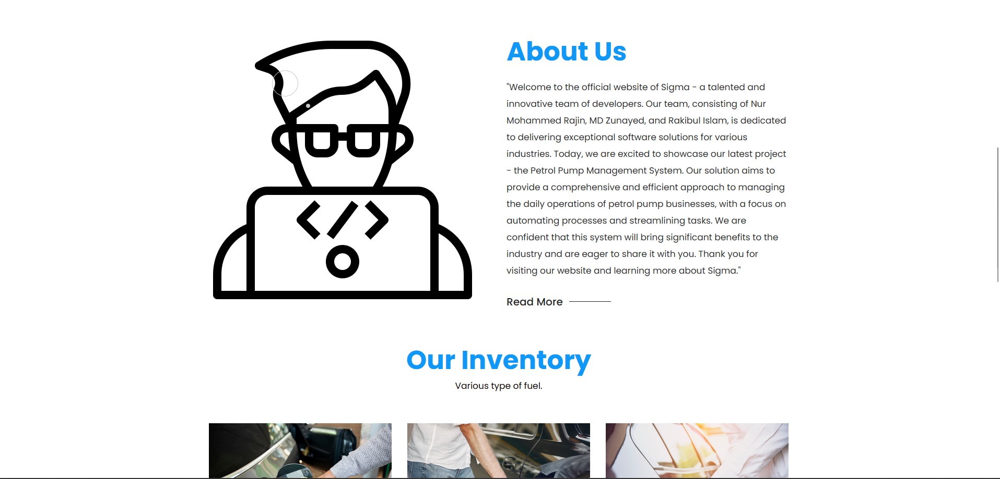 About Us
"Welcome to the official website of Sigma - a talented and
innovative team of developers. Our team, consisting of Nur
Mohammed Rajin, MD Zunayed, and Rakibul Islam, is dedicated
to delivering exceptional software solutions for various
industries. Today, we are excited to showcase our latest project
- the Petrol Pump Management System. Our solution aims to
provide a comprehensive and efficient approach to managing
the daily operations of petrol pump businesses, with a focus on
automating processes and streamlining tasks. We are
confident that this system will bring significant benefits to the
industry and are eager to share it with you. Thank you for
visiting our website and learning more about Sigma."
Read More
Our Inventory
Various type of fuel.